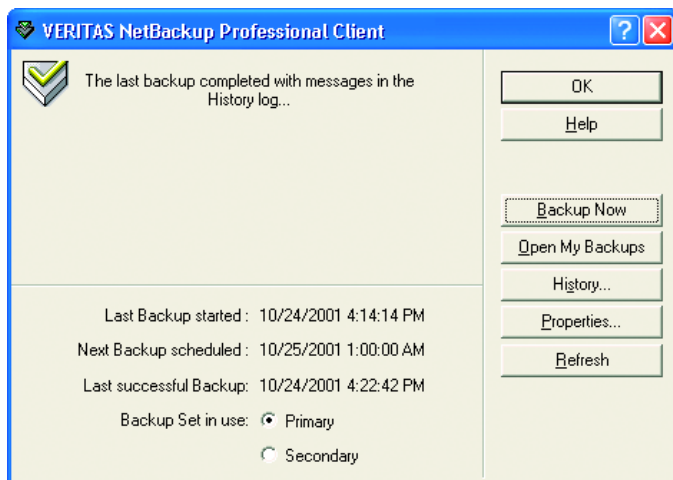 VERITAS NetBackup Professional Client
The last backup completed with messages in the
History log...
OK
Help
Backup Now
Open My Backups
History...
Properties...
Refresh
Last Backup started : 10/24/2001 4:14:14 PM
Next Backup scheduled : 10/25/2001 1:00:00 AM
Last successful Backup: 10/24/2001 4:22:42 PM
Backup Set in use: Primary
Secondary